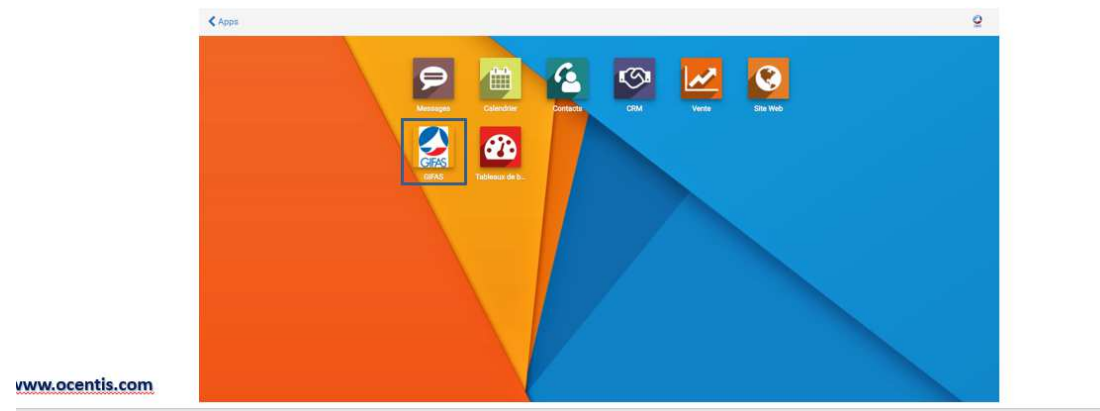 Apps
Messages Calendrier Contacts CRM Vente Site Web
GIFAS
GIFAS Tableaux de b...
www.ocentis.com